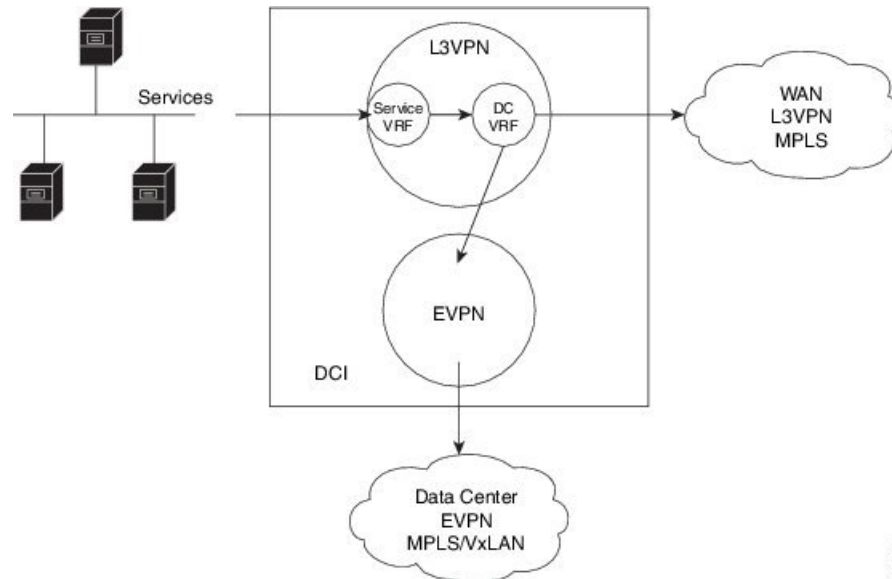 L3VPN
Services
Service
VRF
DC
VRF
WAN
L3VPN
MPLS
EVPN
DCI
Data Center
EVPN
MPLS/VxLAN